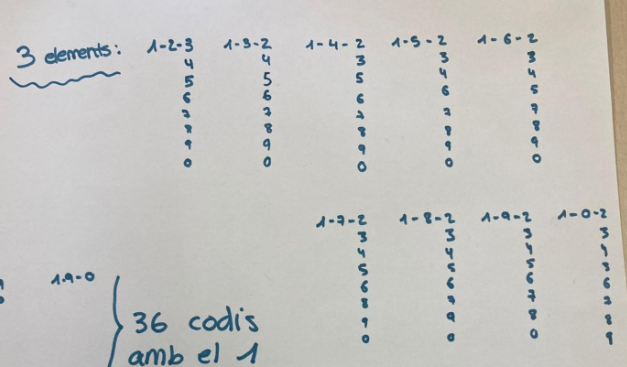 3 elements: 1-2-3 1-3-2 1-4-2 1-5-2 1-6-2
4 4 3 3 3
5 5 5 4 4
6 6 6 6 5
7 7 7 7 7
8 8 8 8 8
9 9 9 9 9
0 0 0 0 0
1-7-2 1-8-2 1-9-2 1-0-2
3 3 3 3
4 4 4 4
5 5 5 5
6 6 6 6
8 7 7 7
9 9 8 8
0 0 0 9
1-9-0
36 codis
amb el 1